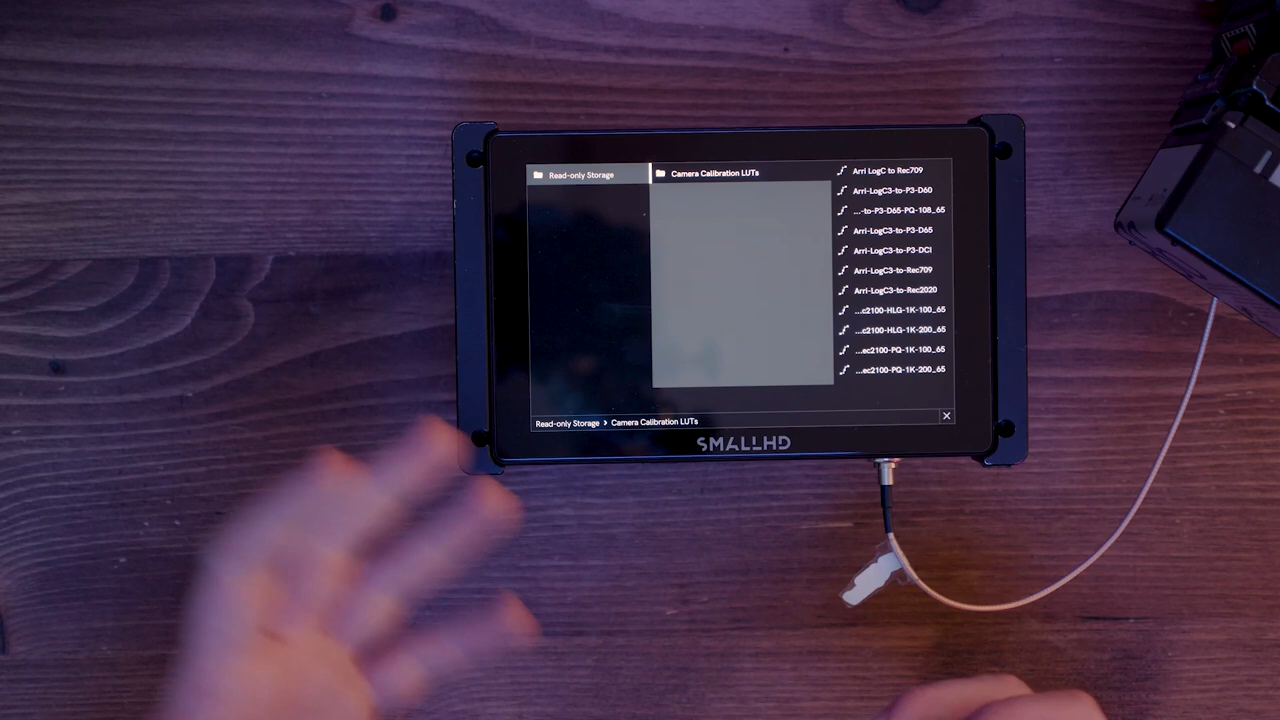 Read-only Storage
Camera Calibration LUTs
Arri LogC to Rec709
Arri-LogC3-to-P3-D60
...-to-P3-D65-PQ-108_65
Arri-LogC3-to-P3-D65
Arri-LogC3-to-P3-DCI
Arri-LogC3-to-Rec709
Arri-LogC3-to-Rec2020
...c2100-HLG-1K-100_65
...c2100-HLG-1K-200_65
...ec2100-PQ-1K-100_65
...ec2100-PQ-1K-200_65
Read-only Storage > Camera Calibration LUTs
SMALLHD